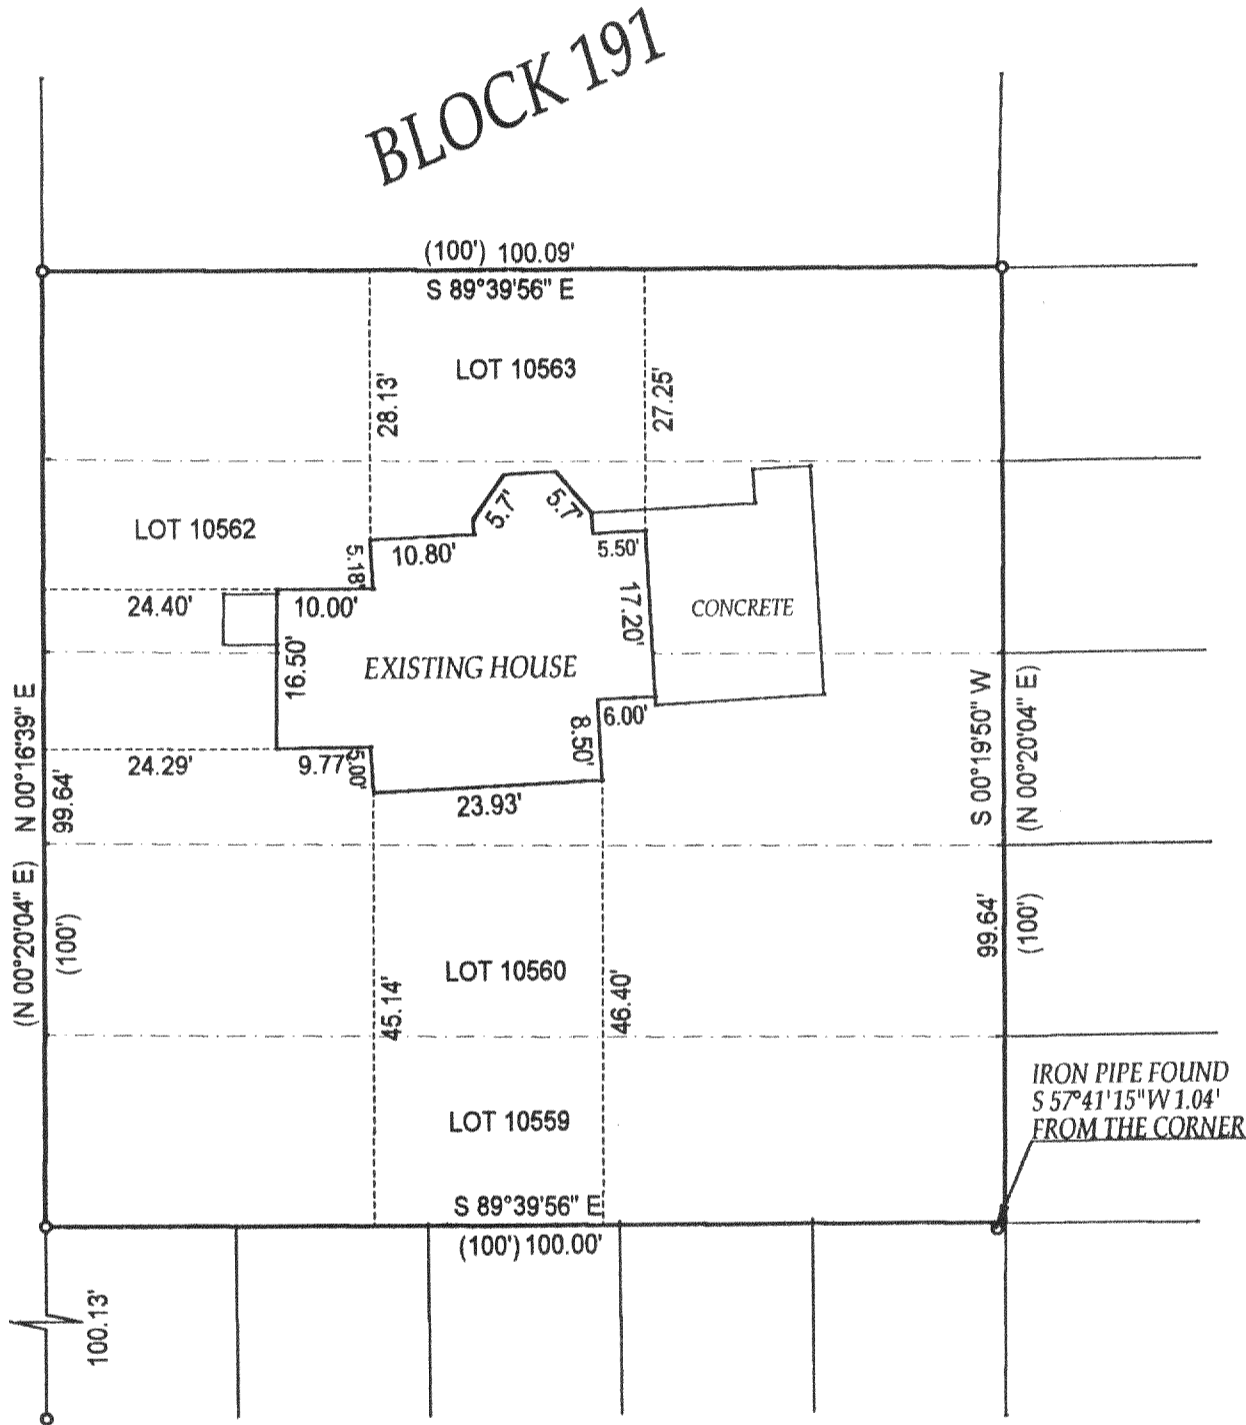 BLOCK 191
(100') 100.09'
S 89°39'56" E
LOT 10563
28.13'
27.25'
5.7'
5.7'
LOT 10562
5.18'
10.80'
5.50'
24.40'
10.00'
17.20'
CONCRETE
16.50'
EXISTING HOUSE
6.00'
8.50'
24.29'
9.77'
5.00'
23.93'
N 00°16'39" E
99.64'
(N 00°20'04" E)
(100')
S 00°19'50" W
(N 00°20'04" E)
99.64'
(100')
LOT 10560
45.14'
46.40'
IRON PIPE FOUND
S 57°41'15"W 1.04'
FROM THE CORNER
LOT 10559
S 89°39'56" E
(100') 100.00'
100.13'